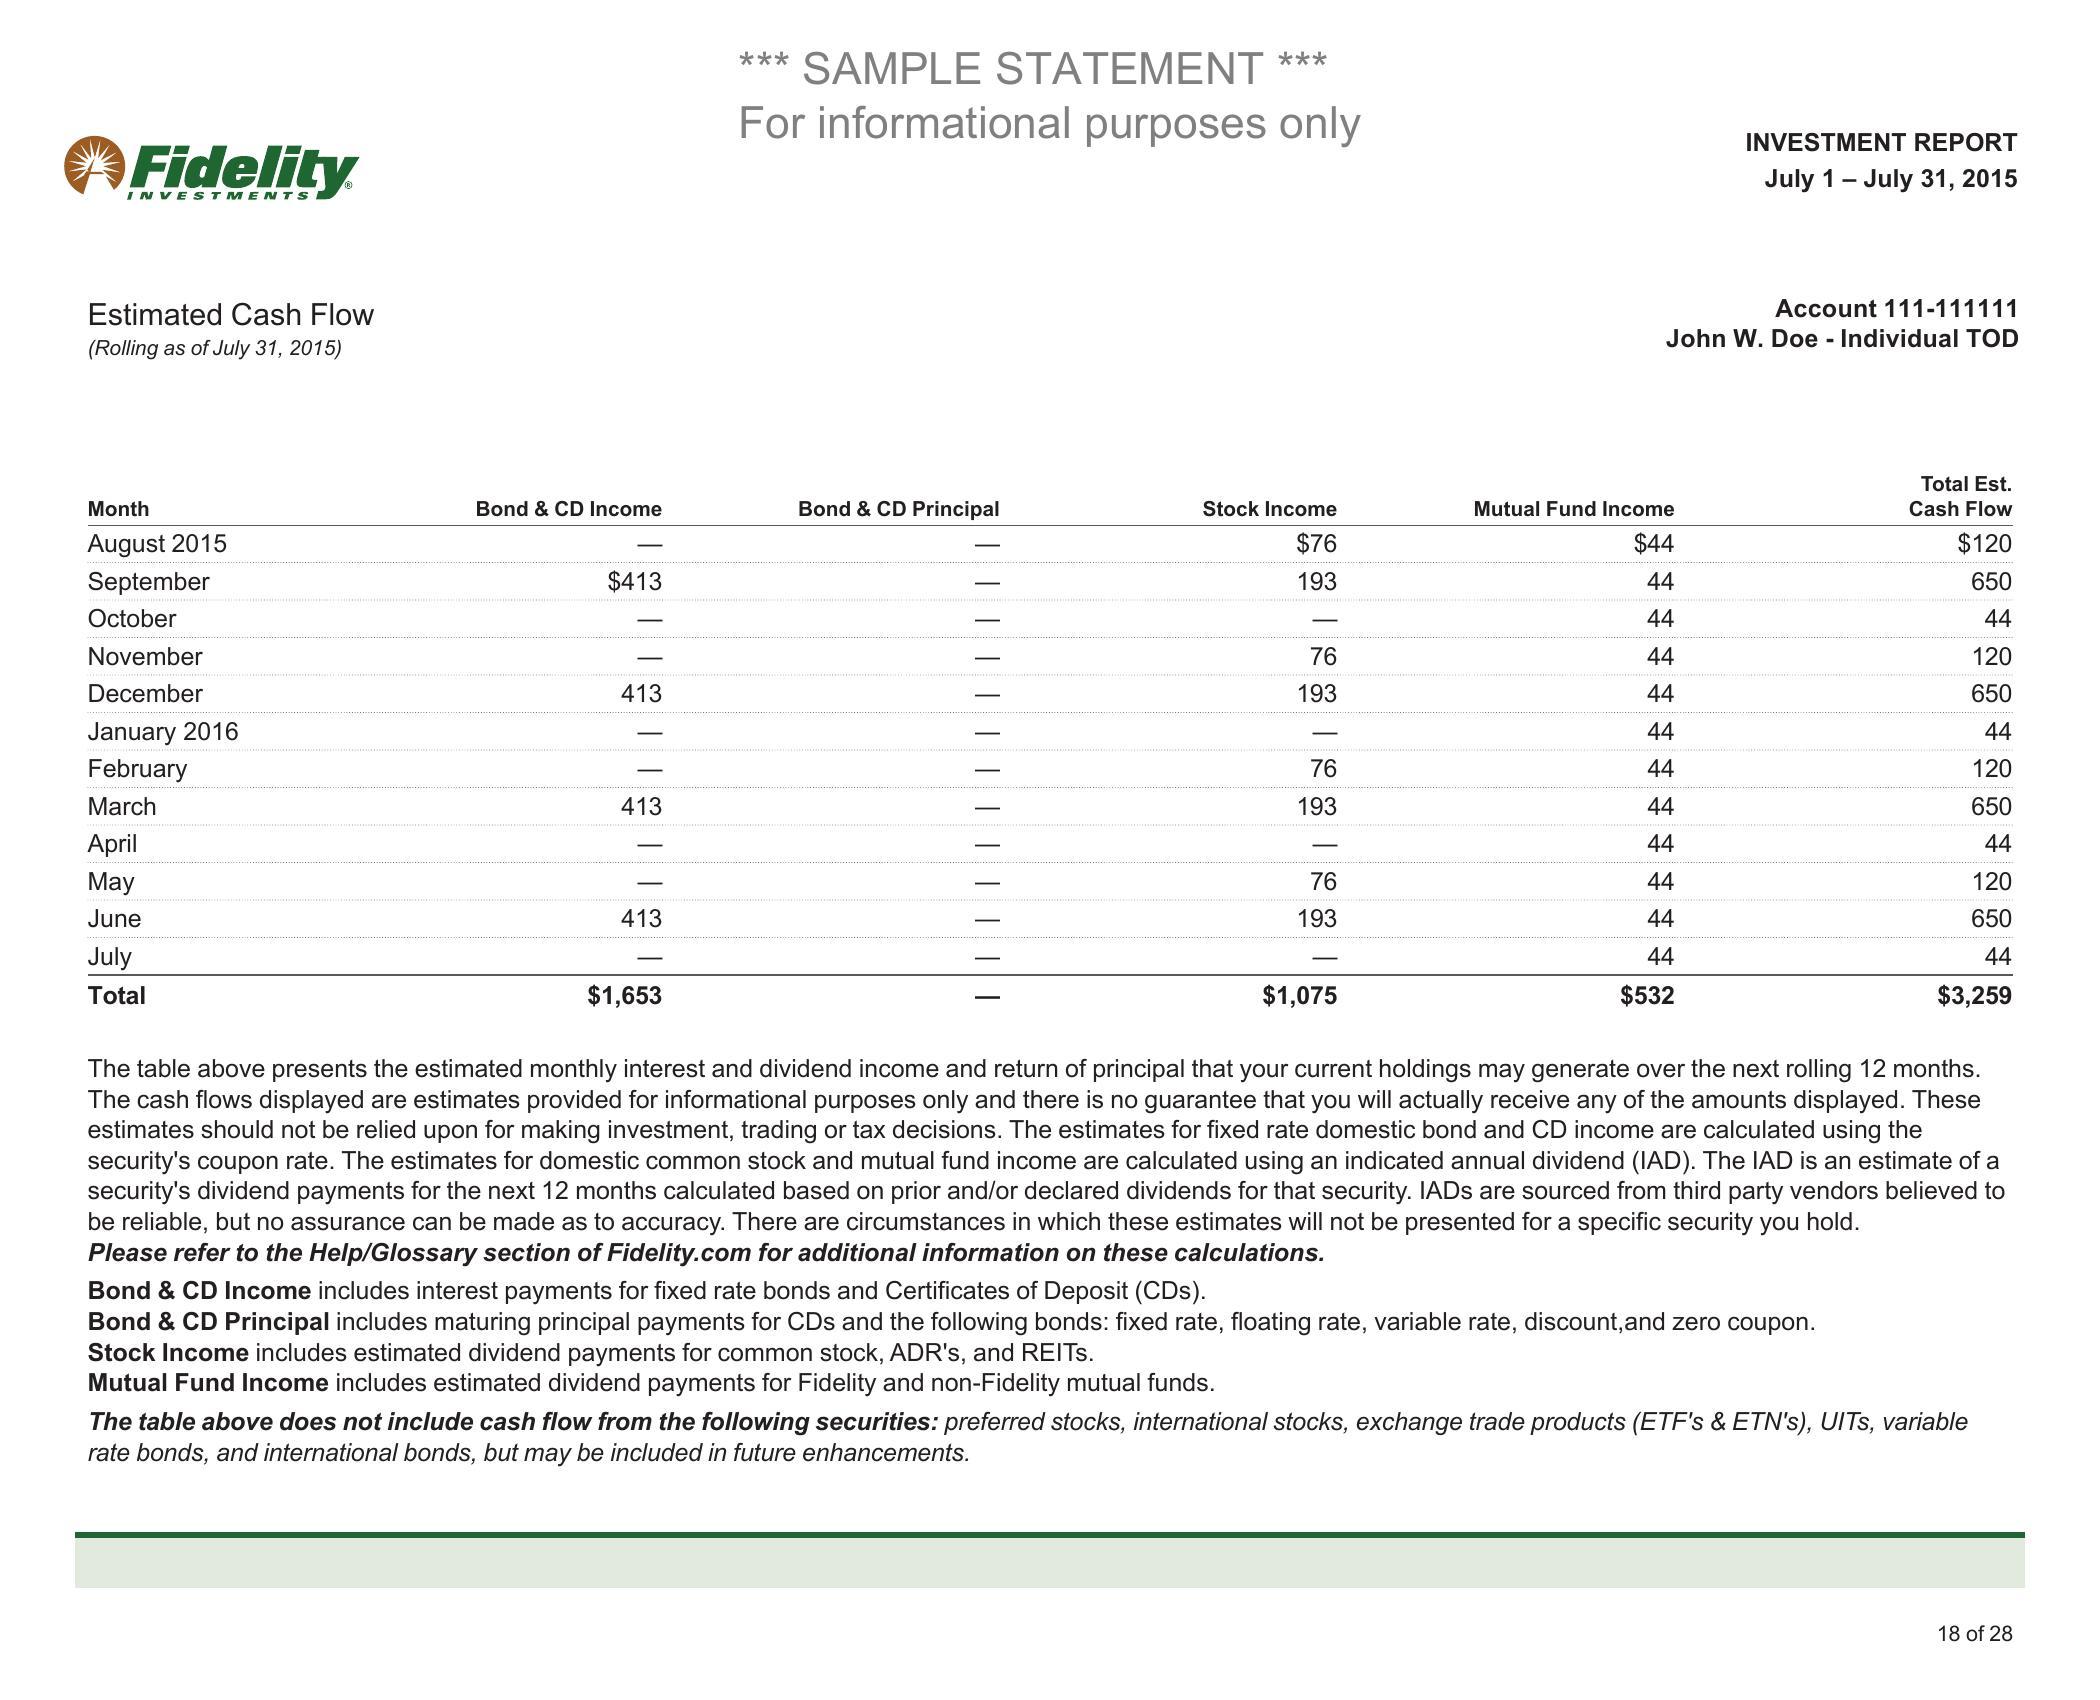 *** SAMPLE STATEMENT ***
For informational purposes only
Fidelity®
INVESTMENTS
INVESTMENT REPORT
July 1 – July 31, 2015
Estimated Cash Flow
(Rolling as of July 31, 2015)
Account 111-111111
John W. Doe - Individual TOD
Month Bond & CD Income Bond & CD Principal Stock Income Mutual Fund Income Total Est. Cash Flow
August 2015 — — $76 $44 $120
September $413 — 193 44 650
October — — — 44 44
November — — 76 44 120
December 413 — 193 44 650
January 2016 — — — 44 44
February — — 76 44 120
March 413 — 193 44 650
April — — — 44 44
May — — 76 44 120
June 413 — 193 44 650
July — — — 44 44
Total $1,653 — $1,075 $532 $3,259
The table above presents the estimated monthly interest and dividend income and return of principal that your current holdings may generate over the next rolling 12 months.
The cash flows displayed are estimates provided for informational purposes only and there is no guarantee that you will actually receive any of the amounts displayed. These
estimates should not be relied upon for making investment, trading or tax decisions. The estimates for fixed rate domestic bond and CD income are calculated using the
security's coupon rate. The estimates for domestic common stock and mutual fund income are calculated using an indicated annual dividend (IAD). The IAD is an estimate of a
security's dividend payments for the next 12 months calculated based on prior and/or declared dividends for that security. IADs are sourced from third party vendors believed to
be reliable, but no assurance can be made as to accuracy. There are circumstances in which these estimates will not be presented for a specific security you hold.
Please refer to the Help/Glossary section of Fidelity.com for additional information on these calculations.
Bond & CD Income includes interest payments for fixed rate bonds and Certificates of Deposit (CDs).
Bond & CD Principal includes maturing principal payments for CDs and the following bonds: fixed rate, floating rate, variable rate, discount,and zero coupon.
Stock Income includes estimated dividend payments for common stock, ADR's, and REITs.
Mutual Fund Income includes estimated dividend payments for Fidelity and non-Fidelity mutual funds.
The table above does not include cash flow from the following securities: preferred stocks, international stocks, exchange trade products (ETF's & ETN's), UITs, variable
rate bonds, and international bonds, but may be included in future enhancements.
18 of 28